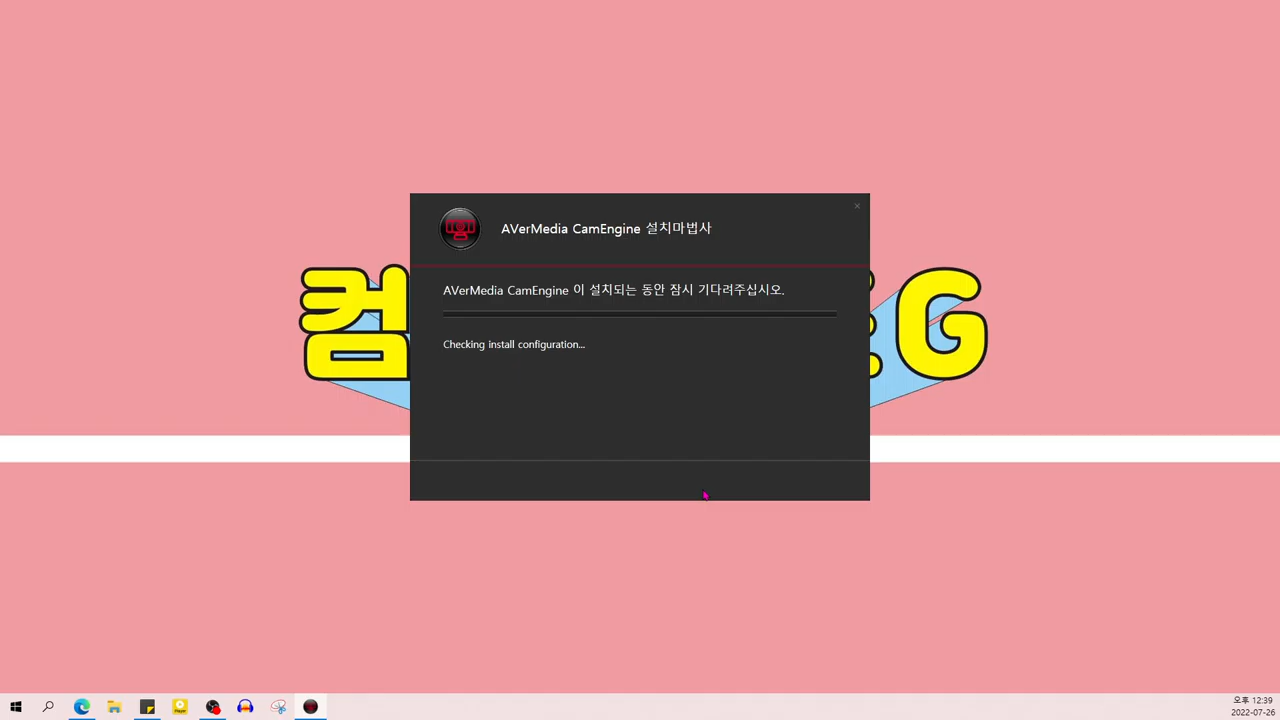 AVerMedia CamEngine 설치마법사
AVerMedia CamEngine 이 설치되는 동안 잠시 기다려주십시오.
Checking install configuration...
컴
G
오후 12:39
2022-07-26